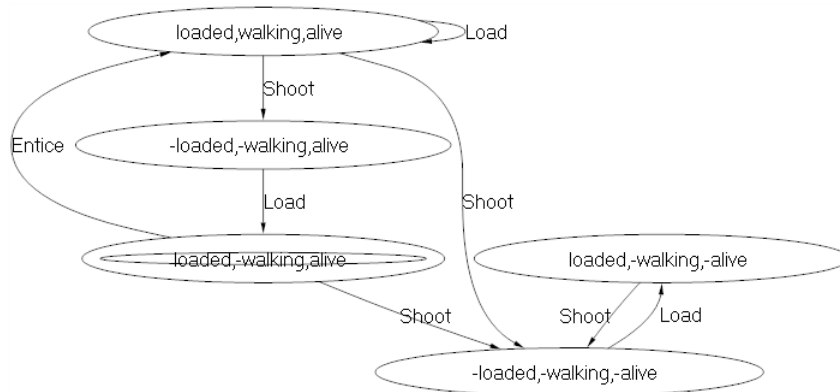 loaded,walking,alive
Load
Shoot
Entice
-loaded,-walking,alive
Load
Shoot
loaded,-walking,alive
loaded,-walking,-alive
Shoot
Shoot
Load
-loaded,-walking,-alive